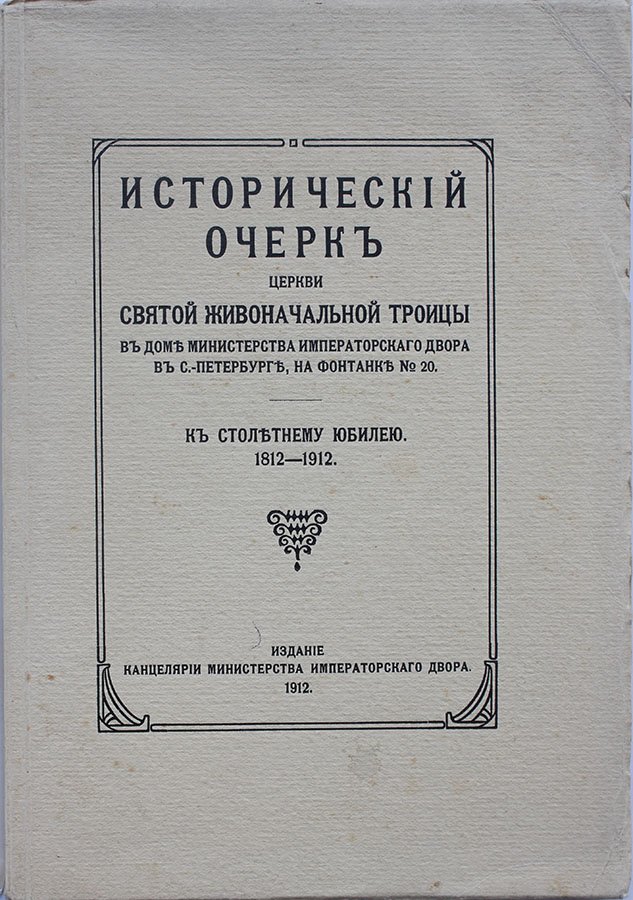 ИСТОРИЧЕСКІЙ
ОЧЕРКЪ
ЦЕРКВИ
СВЯТОЙ ЖИВОНАЧАЛЬНОЙ ТРОИЦЫ
ВЪ ДОМѢ МИНИСТЕРСТВА ИМПЕРАТОРСКАГО ДВОРА
ВЪ С.-ПЕТЕРБУРГѢ, НА ФОНТАНКѢ № 20.
КЪ СТОЛѢТНЕМУ ЮБИЛЕЮ.
1812—1912.
ИЗДАНІЕ
КАНЦЕЛЯРІИ МИНИСТЕРСТВА ИМПЕРАТОРСКАГО ДВОРА.
1912.